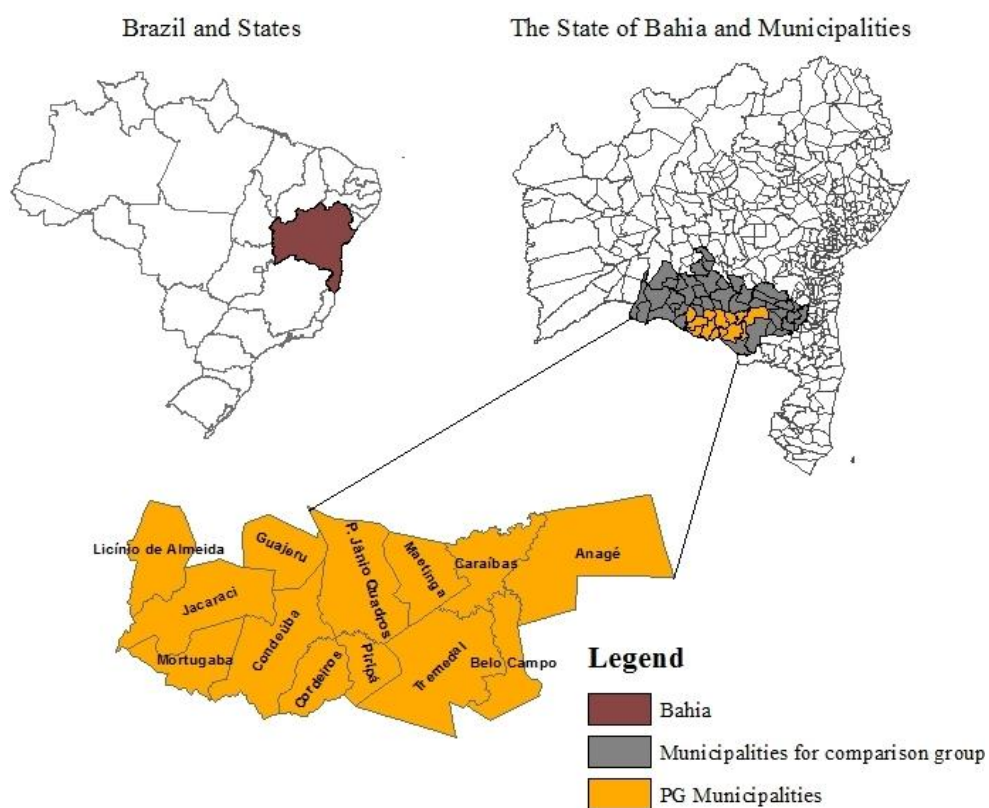 Brazil and States
The State of Bahia and Municipalities
Licínio de Almeida
Guajeru
P. Jânio Quadros
Maetinga
Caraíbas
Anagé
Jacaraci
Mortugaba
Condeúba
Cordeiros
Piripá
Tremedal
Belo Campo
Legend
Bahia
Municipalities for comparison group
PG Municipalities